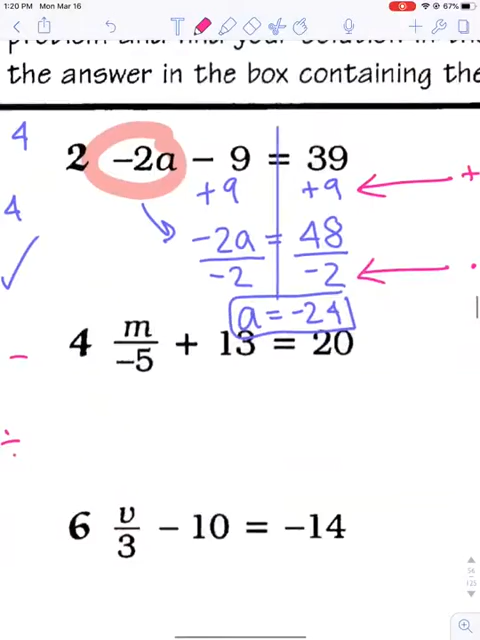 1:20 PM Mon Mar 16
67%
the answer in the box containing the
4
2 −2a − 9 = 39
+9 +9
+
4
-2a = 48
-2 -2
a = -24
4 m/−5 + 13 = 20
−
÷
6 v/3 − 10 = −14